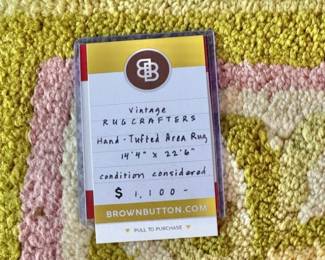 BB
Vintage
RUGCRAFTERS
Hand-Tufted Area Rug
14'4" x 22'6"
condition considered
$ 1,100-
BROWNBUTTON.COM
♥ PULL TO PURCHASE ♥